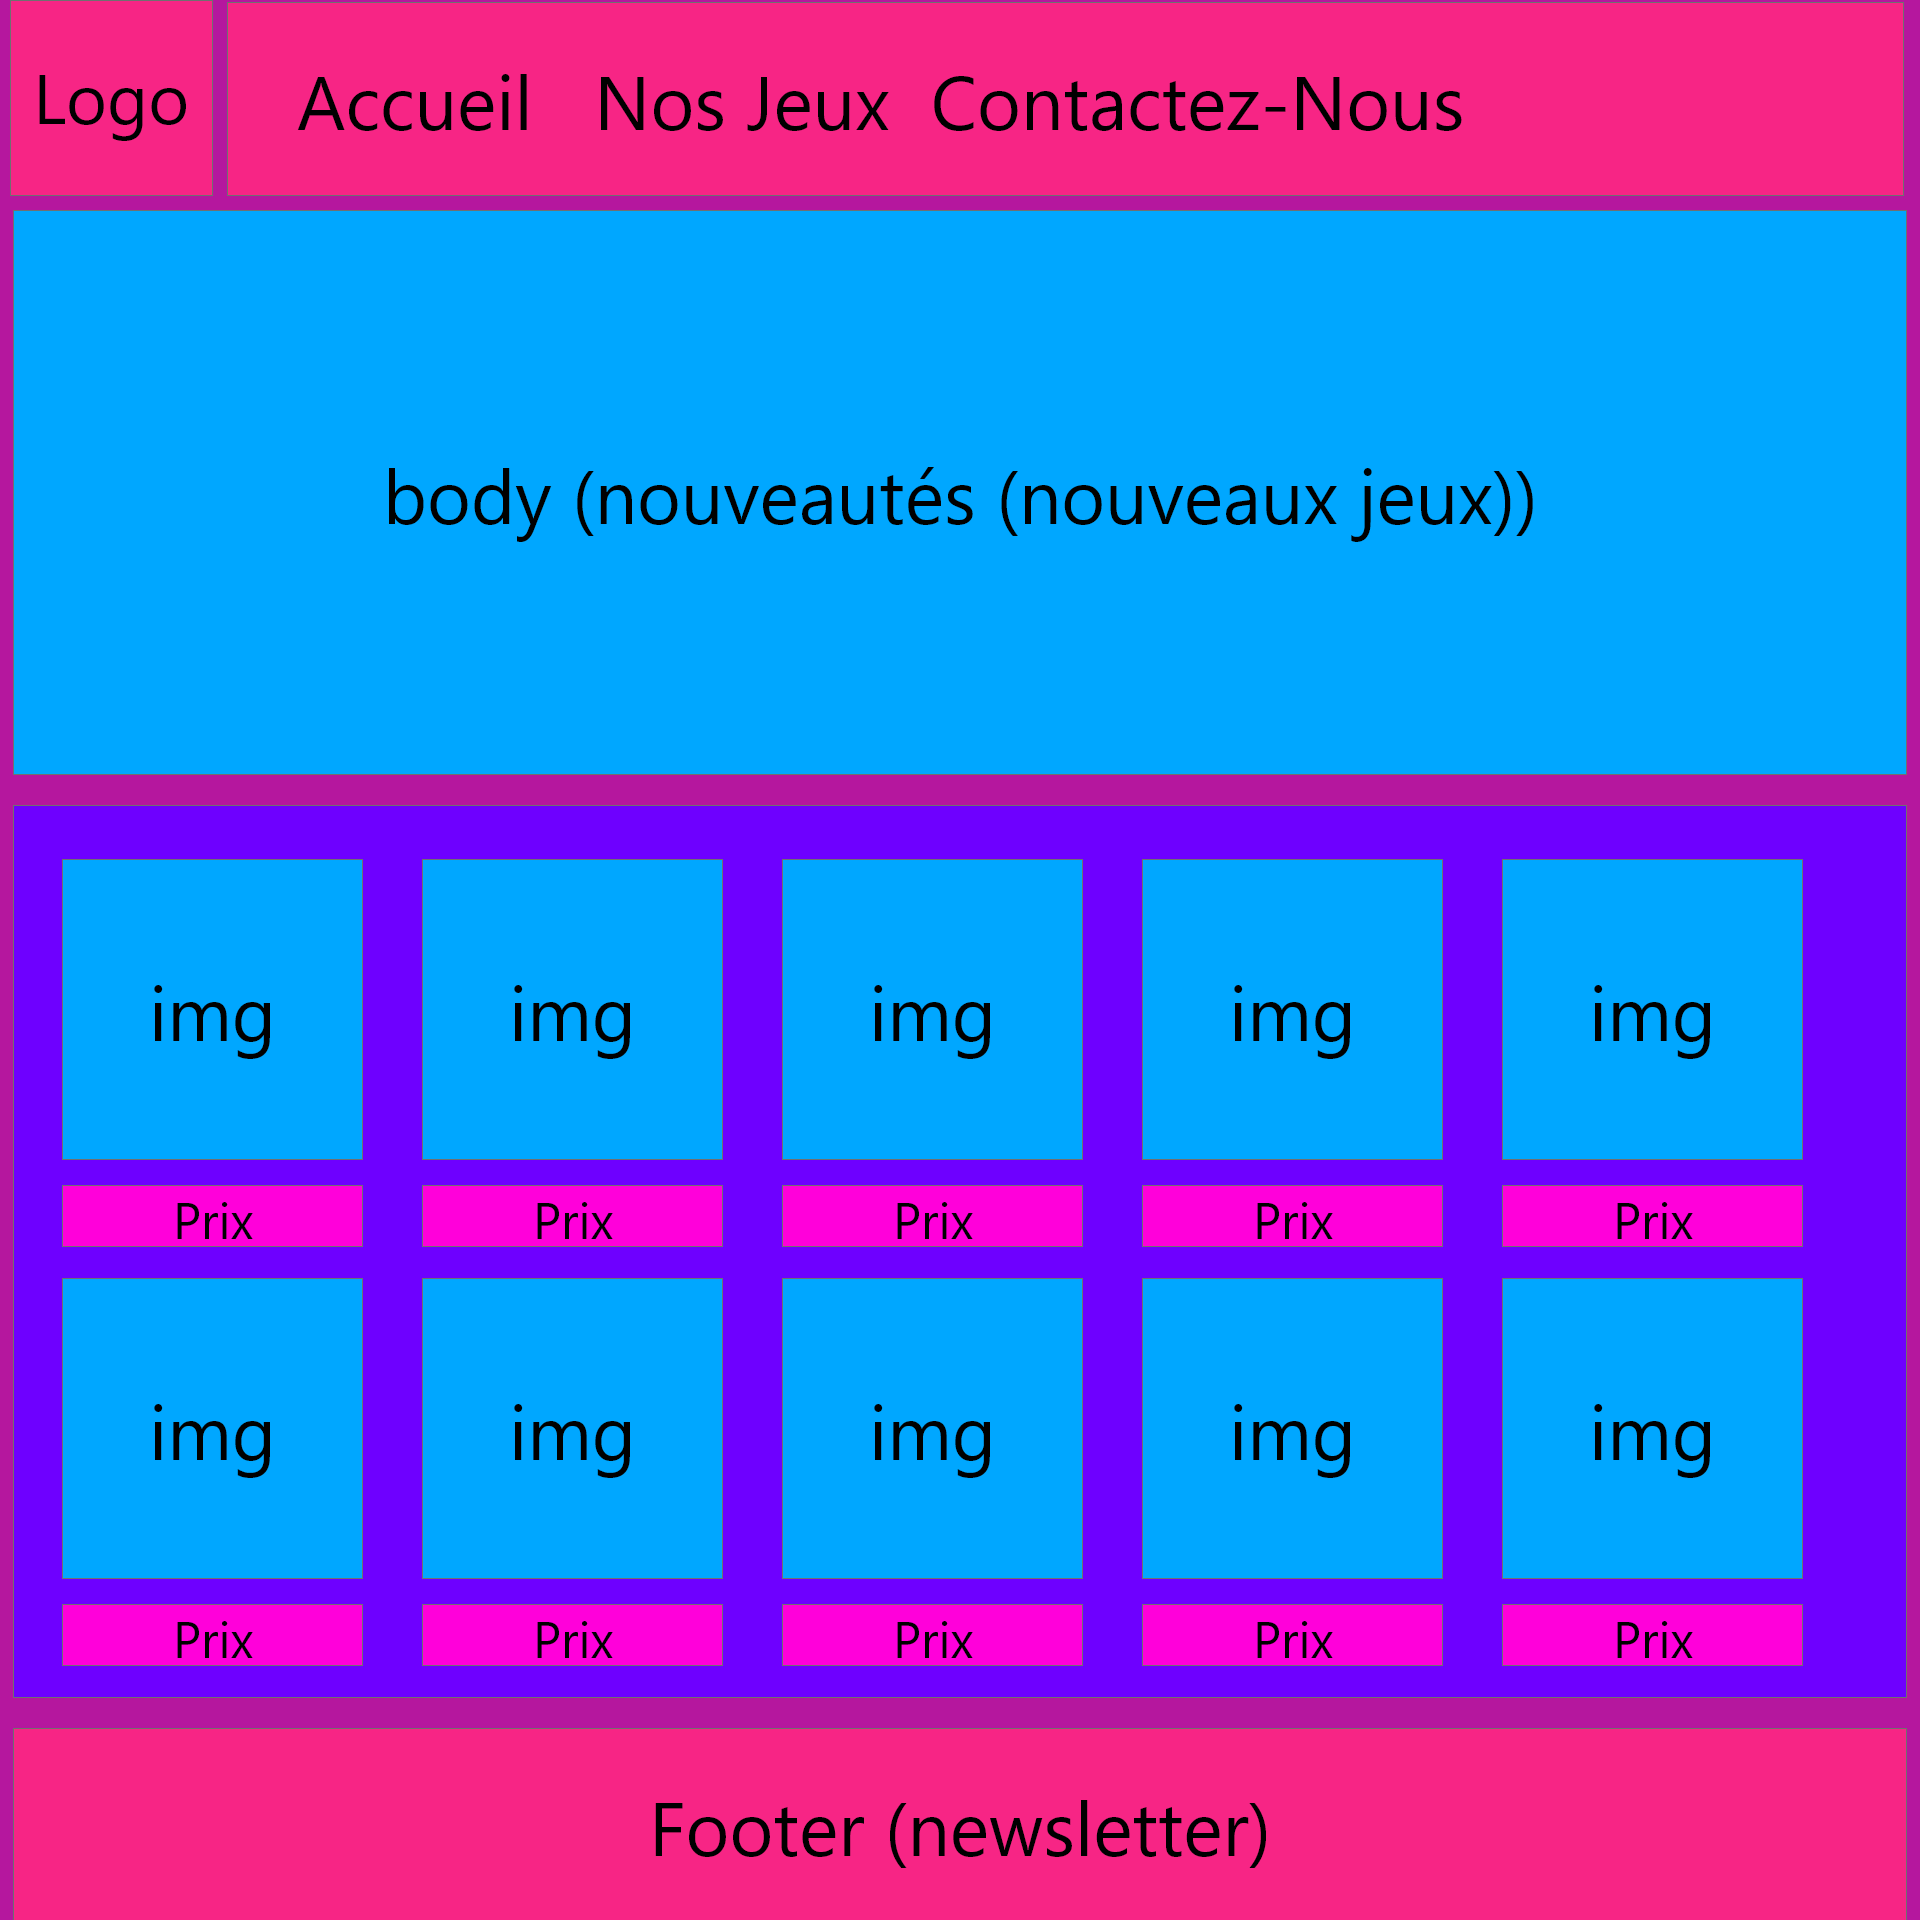 Logo
Accueil Nos Jeux Contactez-Nous
body (nouveautés (nouveaux jeux))
img img img img img
Prix Prix Prix Prix Prix
img img img img img
Prix Prix Prix Prix Prix
Footer (newsletter)